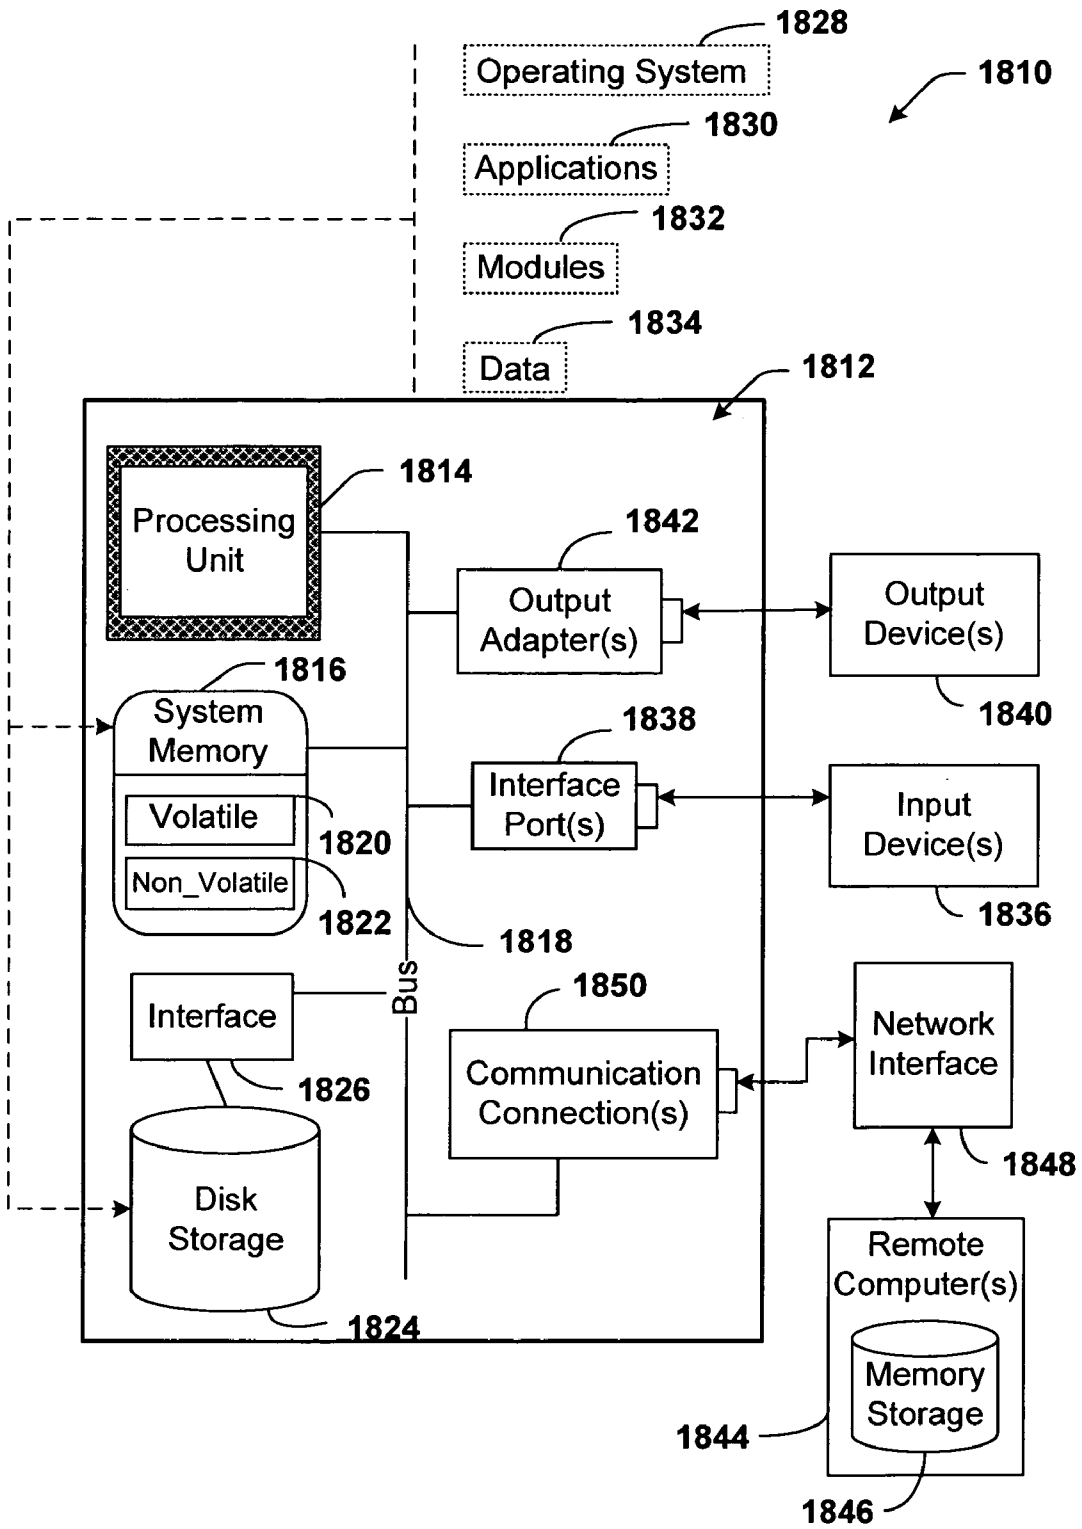 1828
Operating System
1810
1830
Applications
1832
Modules
1834
Data
1812
1814
Processing
Unit
1842
Output
Adapter(s)
Output
Device(s)
1840
1816
System
Memory
1838
Interface
Port(s)
Input
Device(s)
1836
Volatile
1820
Non_Volatile
1822
1818
Bus
Interface
1826
1850
Communication
Connection(s)
Network
Interface
1848
Disk
Storage
1824
Remote
Computer(s)
Memory
Storage
1844
1846